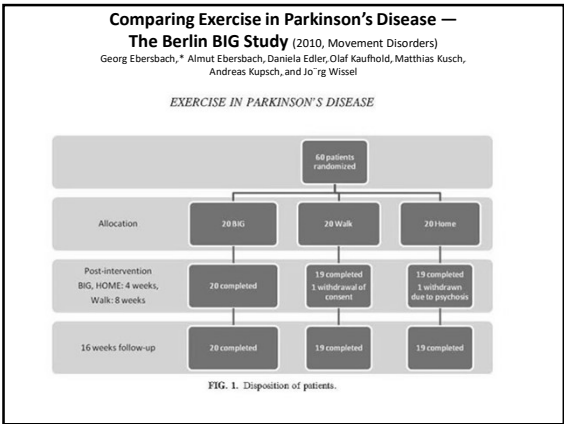 Comparing Exercise in Parkinson's Disease —
The Berlin BIG Study (2010, Movement Disorders)
Georg Ebersbach,* Almut Ebersbach, Daniela Edler, Olaf Kaufhold, Matthias Kusch,
Andreas Kupsch, and Jo¨rg Wissel
EXERCISE IN PARKINSON'S DISEASE
60 patients
randomized
Allocation
20 BIG
20 Walk
20 Home
Post-intervention
BIG, HOME: 4 weeks,
Walk: 8 weeks
20 completed
19 completed
1 withdrawal of
consent
19 completed
1 withdrawn
due to psychosis
16 weeks follow-up
20 completed
19 completed
19 completed
FIG. 1. Disposition of patients.